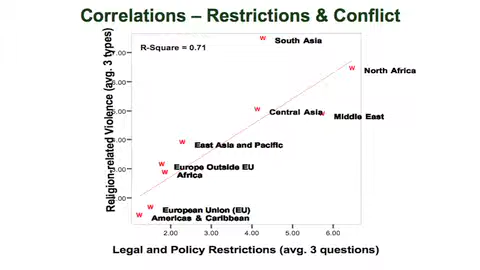 Correlations – Restrictions & Conflict
R-Square = 0.71
South Asia
North Africa
Central Asia
Middle East
East Asia and Pacific
Europe Outside EU
Africa
European Union (EU)
Americas & Caribbean
Religion-related Violence (avg. 3 types)
2.00 3.00 4.00 5.00 6.00
Legal and Policy Restrictions (avg. 3 questions)